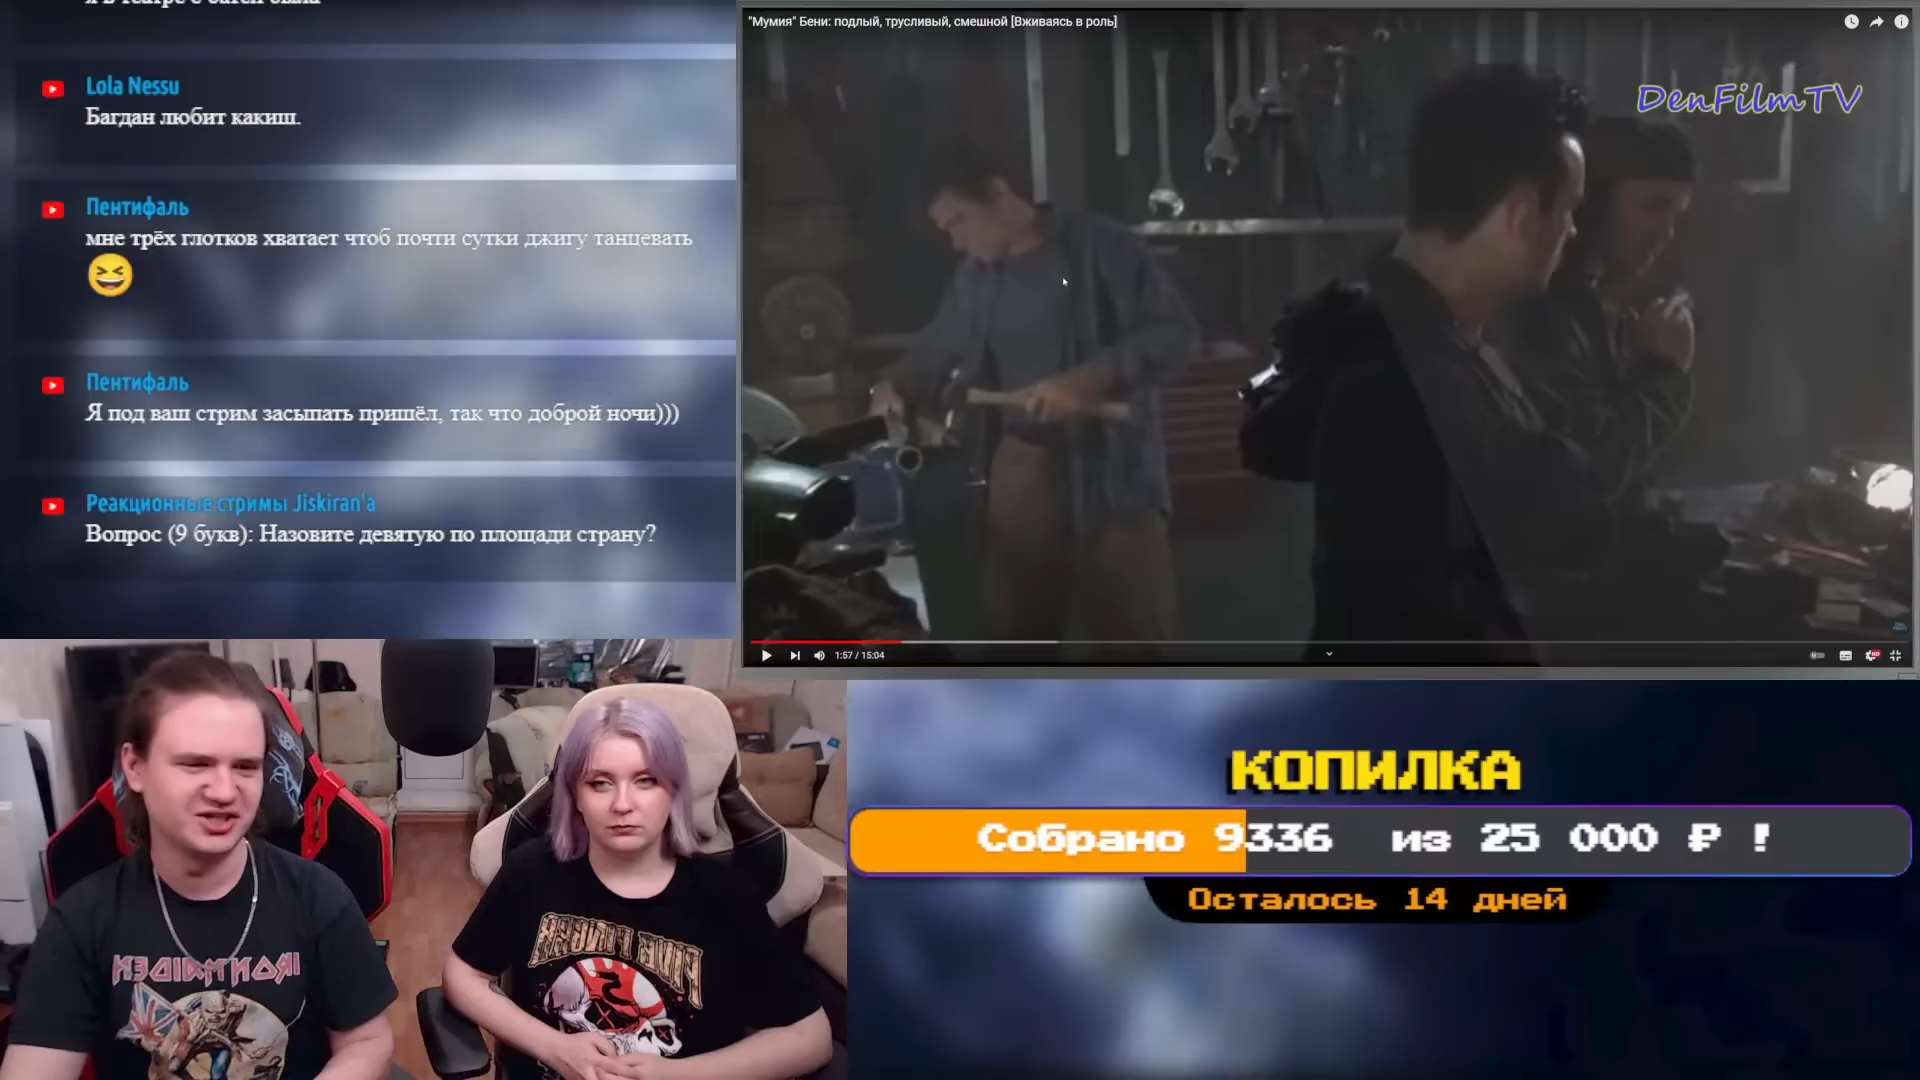 я в театре с батей была
Lola Nessu
Багдан любит какиш.
Пентифаль
мне трёх глотков хватает чтоб почти сутки джигу танцевать
Пентифаль
Я под ваш стрим засыпать пришёл, так что доброй ночи)))
Реакционные стримы Jiskiran'a
Вопрос (9 букв): Назовите девятую по площади страну?
"Мумия" Бени: подлый, трусливый, смешной [Вживаясь в роль]
DenFilmTV
1:57 / 15:04
КОПИЛКА
Собрано 9336 из 25 000 ₽ !
Осталось 14 дней